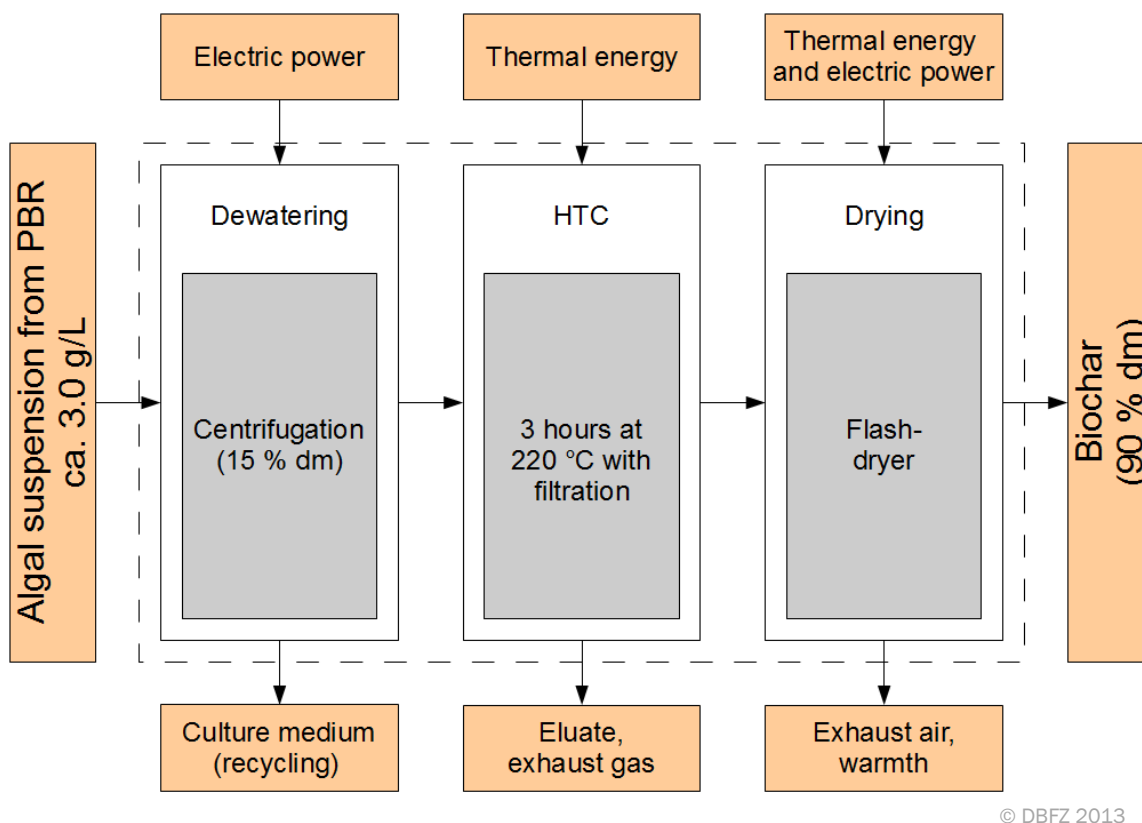 Electric power
Thermal energy
Thermal energy
and electric power
Algal suspension from PBR
ca. 3.0 g/L
Dewatering
Centrifugation
(15 % dm)
HTC
3 hours at
220 °C with
filtration
Drying
Flash-
dryer
Biochar
(90 % dm)
Culture medium
(recycling)
Eluate,
exhaust gas
Exhaust air,
warmth
© DBFZ 2013